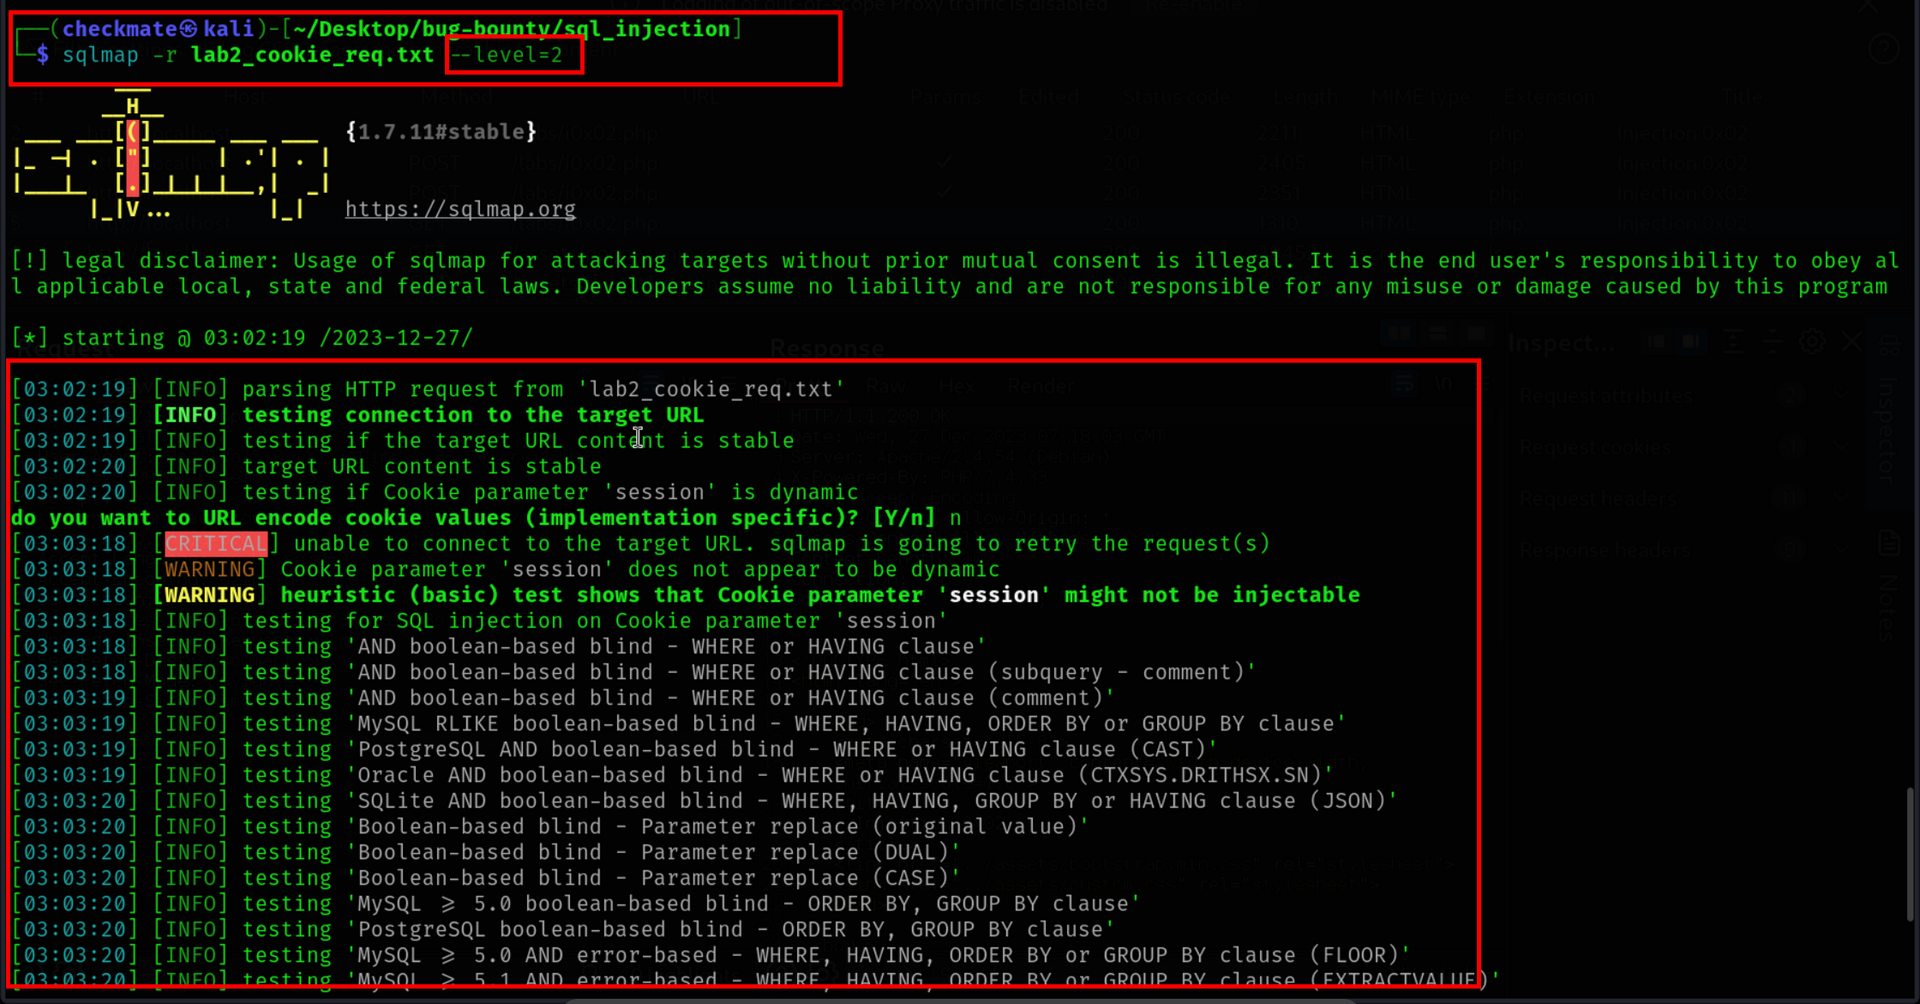 (checkmate㉿kali)-[~/Desktop/bug-bounty/sql_injection]
$ sqlmap -r lab2_cookie_req.txt --level=2
{1.7.11#stable}
https://sqlmap.org
[!] legal disclaimer: Usage of sqlmap for attacking targets without prior mutual consent is illegal. It is the end user's responsibility to obey al
l applicable local, state and federal laws. Developers assume no liability and are not responsible for any misuse or damage caused by this program
[*] starting @ 03:02:19 /2023-12-27/
[03:02:19] [INFO] parsing HTTP request from 'lab2_cookie_req.txt'
[03:02:19] [INFO] testing connection to the target URL
[03:02:19] [INFO] testing if the target URL content is stable
[03:02:20] [INFO] target URL content is stable
[03:02:20] [INFO] testing if Cookie parameter 'session' is dynamic
do you want to URL encode cookie values (implementation specific)? [Y/n] n
[03:03:18] [CRITICAL] unable to connect to the target URL. sqlmap is going to retry the request(s)
[03:03:18] [WARNING] Cookie parameter 'session' does not appear to be dynamic
[03:03:18] [WARNING] heuristic (basic) test shows that Cookie parameter 'session' might not be injectable
[03:03:18] [INFO] testing for SQL injection on Cookie parameter 'session'
[03:03:18] [INFO] testing 'AND boolean-based blind - WHERE or HAVING clause'
[03:03:18] [INFO] testing 'AND boolean-based blind - WHERE or HAVING clause (subquery - comment)'
[03:03:19] [INFO] testing 'AND boolean-based blind - WHERE or HAVING clause (comment)'
[03:03:19] [INFO] testing 'MySQL RLIKE boolean-based blind - WHERE, HAVING, ORDER BY or GROUP BY clause'
[03:03:19] [INFO] testing 'PostgreSQL AND boolean-based blind - WHERE or HAVING clause (CAST)'
[03:03:19] [INFO] testing 'Oracle AND boolean-based blind - WHERE or HAVING clause (CTXSYS.DRITHSX.SN)'
[03:03:20] [INFO] testing 'SQLite AND boolean-based blind - WHERE, HAVING, GROUP BY or HAVING clause (JSON)'
[03:03:20] [INFO] testing 'Boolean-based blind - Parameter replace (original value)'
[03:03:20] [INFO] testing 'Boolean-based blind - Parameter replace (DUAL)'
[03:03:20] [INFO] testing 'Boolean-based blind - Parameter replace (CASE)'
[03:03:20] [INFO] testing 'MySQL ≥ 5.0 boolean-based blind - ORDER BY, GROUP BY clause'
[03:03:20] [INFO] testing 'PostgreSQL boolean-based blind - ORDER BY, GROUP BY clause'
[03:03:20] [INFO] testing 'MySQL ≥ 5.0 AND error-based - WHERE, HAVING, ORDER BY or GROUP BY clause (FLOOR)'
[03:03:20] [INFO] testing 'MySQL ≥ 5.1 AND error-based - WHERE, HAVING, ORDER BY or GROUP BY clause (EXTRACTVALUE)'
Response
Inspect...
Request attributes
Request cookies
Request headers
Response headers
Inspector
Notes